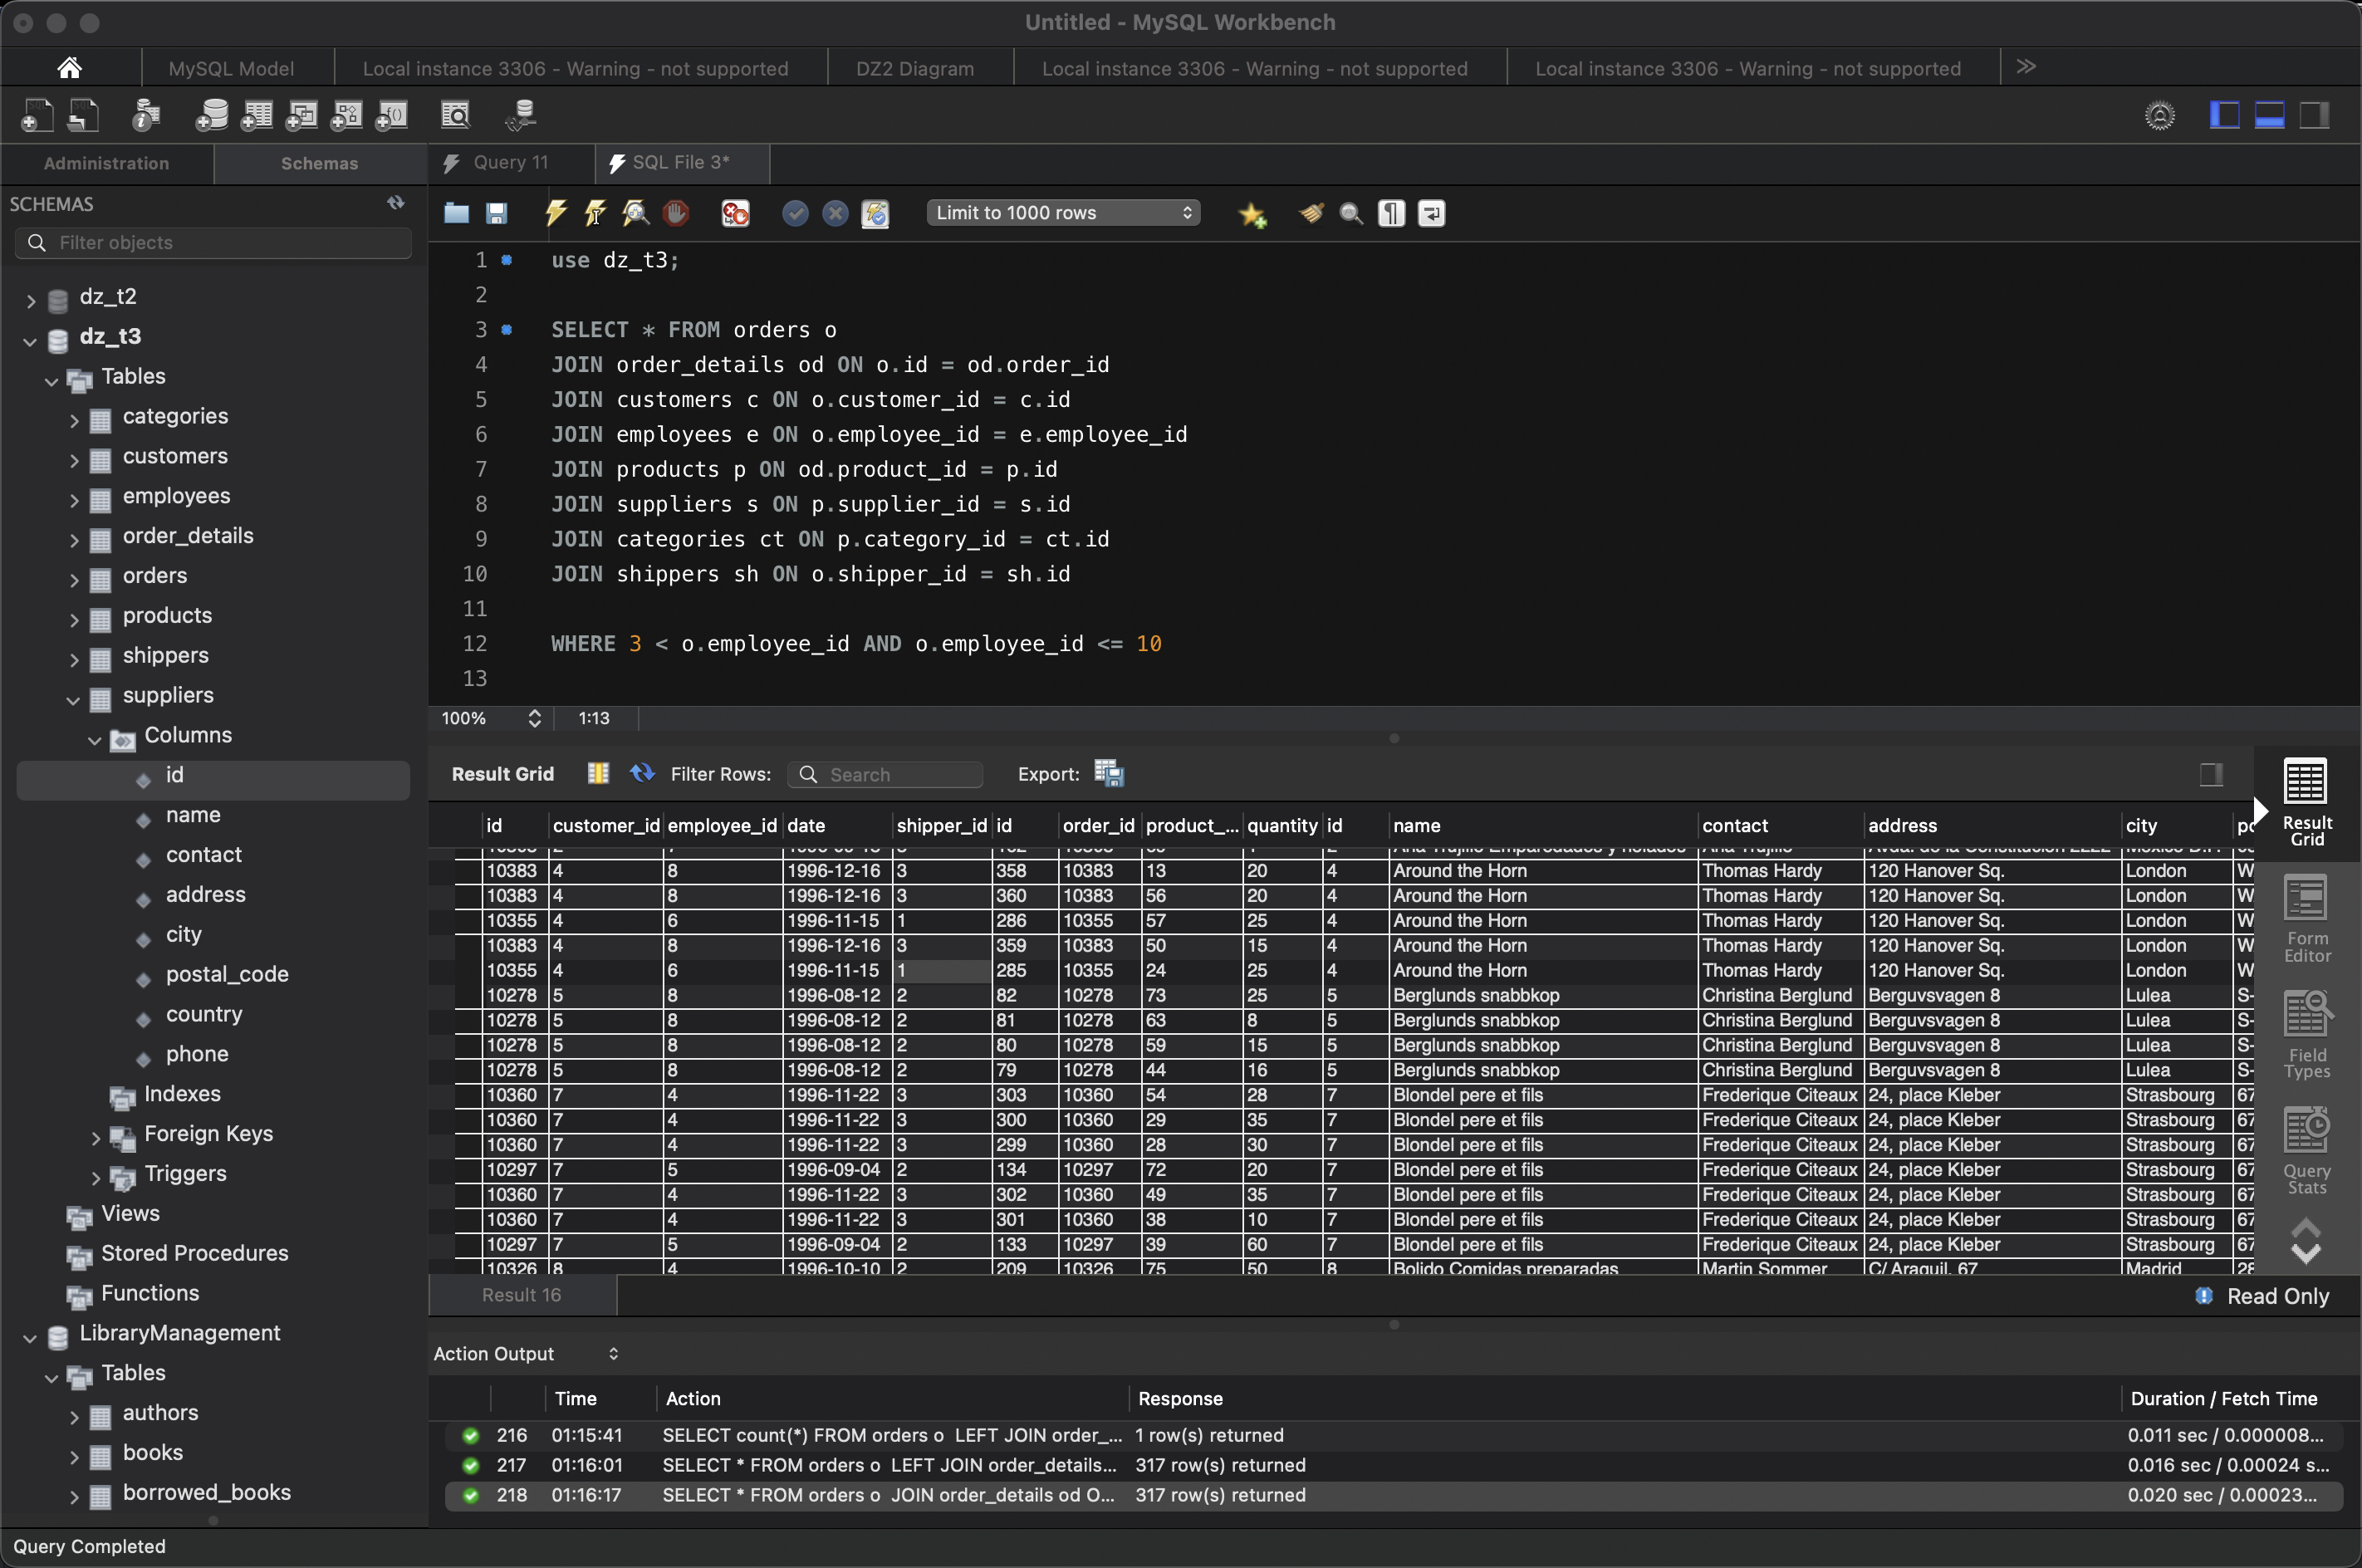 Untitled - MySQL Workbench
MySQL Model
Local instance 3306 - Warning - not supported
DZ2 Diagram
Local instance 3306 - Warning - not supported
Local instance 3306 - Warning - not supported
Administration
Schemas
Query 11
SQL File 3*
SCHEMAS
Filter objects
dz_t2
dz_t3
Tables
categories
customers
employees
order_details
orders
products
shippers
suppliers
Columns
id
name
contact
address
city
postal_code
country
phone
Indexes
Foreign Keys
Triggers
Views
Stored Procedures
Functions
LibraryManagement
Tables
authors
books
borrowed_books
Limit to 1000 rows
1 use dz_t3;
2
3 SELECT * FROM orders o
4 JOIN order_details od ON o.id = od.order_id
5 JOIN customers c ON o.customer_id = c.id
6 JOIN employees e ON o.employee_id = e.employee_id
7 JOIN products p ON od.product_id = p.id
8 JOIN suppliers s ON p.supplier_id = s.id
9 JOIN categories ct ON p.category_id = ct.id
10 JOIN shippers sh ON o.shipper_id = sh.id
11
12 WHERE 3 < o.employee_id AND o.employee_id <= 10
13
100% 1:13
Result Grid Filter Rows: Search Export:
id customer_id employee_id date shipper_id id order_id product_... quantity id name contact address city
10383 4 8 1996-12-16 3 358 10383 13 20 4 Around the Horn Thomas Hardy 120 Hanover Sq. London W
10383 4 8 1996-12-16 3 360 10383 56 20 4 Around the Horn Thomas Hardy 120 Hanover Sq. London W
10355 4 6 1996-11-15 1 286 10355 57 25 4 Around the Horn Thomas Hardy 120 Hanover Sq. London W
10383 4 8 1996-12-16 3 359 10383 50 15 4 Around the Horn Thomas Hardy 120 Hanover Sq. London W
10355 4 6 1996-11-15 1 285 10355 24 25 4 Around the Horn Thomas Hardy 120 Hanover Sq. London W
10278 5 8 1996-08-12 2 82 10278 73 25 5 Berglunds snabbkop Christina Berglund Berguvsvagen 8 Lulea S-
10278 5 8 1996-08-12 2 81 10278 63 8 5 Berglunds snabbkop Christina Berglund Berguvsvagen 8 Lulea S-
10278 5 8 1996-08-12 2 80 10278 59 15 5 Berglunds snabbkop Christina Berglund Berguvsvagen 8 Lulea S-
10278 5 8 1996-08-12 2 79 10278 44 16 5 Berglunds snabbkop Christina Berglund Berguvsvagen 8 Lulea S-
10360 7 4 1996-11-22 3 303 10360 54 28 7 Blondel pere et fils Frederique Citeaux 24, place Kleber Strasbourg 67
10360 7 4 1996-11-22 3 300 10360 29 35 7 Blondel pere et fils Frederique Citeaux 24, place Kleber Strasbourg 67
10360 7 4 1996-11-22 3 299 10360 28 30 7 Blondel pere et fils Frederique Citeaux 24, place Kleber Strasbourg 67
10297 7 5 1996-09-04 2 134 10297 72 20 7 Blondel pere et fils Frederique Citeaux 24, place Kleber Strasbourg 67
10360 7 4 1996-11-22 3 302 10360 49 35 7 Blondel pere et fils Frederique Citeaux 24, place Kleber Strasbourg 67
10360 7 4 1996-11-22 3 301 10360 38 10 7 Blondel pere et fils Frederique Citeaux 24, place Kleber Strasbourg 67
10297 7 5 1996-09-04 2 133 10297 39 60 7 Blondel pere et fils Frederique Citeaux 24, place Kleber Strasbourg 67
10326 8 4 1996-10-10 2 209 10326 75 50 8 Bolido Comidas preparadas Martin Sommer C/ Araquil, 67 Madrid 28
Result Grid
Form Editor
Field Types
Query Stats
Result 16
Read Only
Action Output
Time Action Response Duration / Fetch Time
216 01:15:41 SELECT count(*) FROM orders o LEFT JOIN order_... 1 row(s) returned 0.011 sec / 0.000008...
217 01:16:01 SELECT * FROM orders o LEFT JOIN order_details... 317 row(s) returned 0.016 sec / 0.00024 s...
218 01:16:17 SELECT * FROM orders o JOIN order_details od O... 317 row(s) returned 0.020 sec / 0.00023...
Query Completed